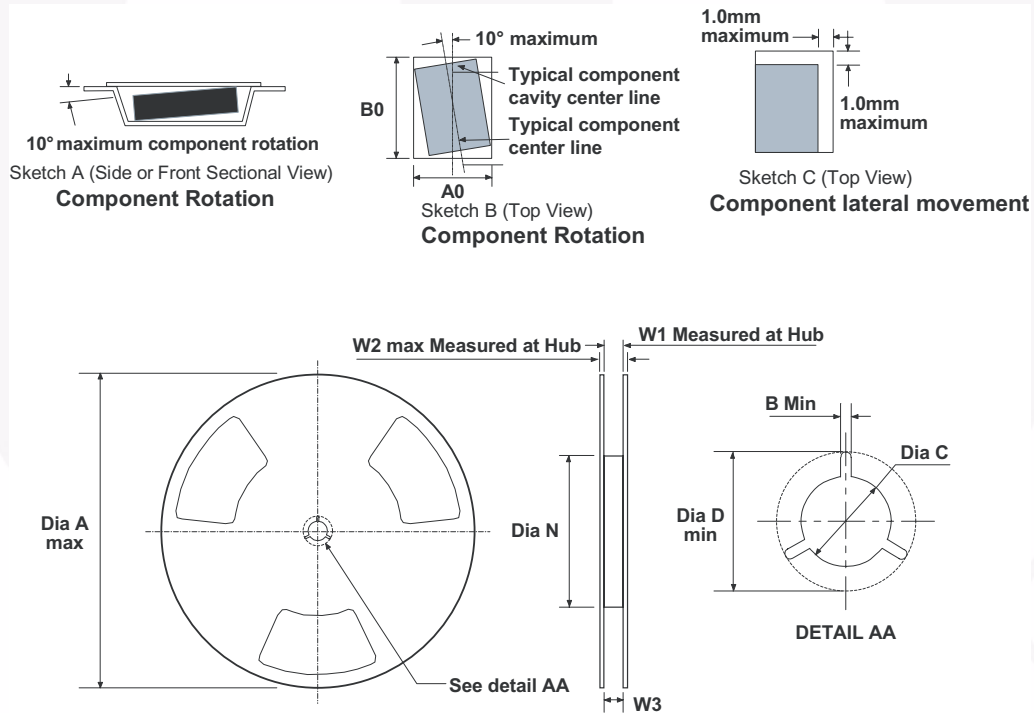 10° maximum component rotation
Sketch A (Side or Front Sectional View)
Component Rotation
10° maximum
Typical component
cavity center line
Typical component
center line
B0
A0
Sketch B (Top View)
Component Rotation
1.0mm
maximum
1.0mm
maximum
Sketch C (Top View)
Component lateral movement
Dia A
max
See detail AA
W2 max Measured at Hub
W1 Measured at Hub
Dia N
W3
B Min
Dia C
Dia D
min
DETAIL AA